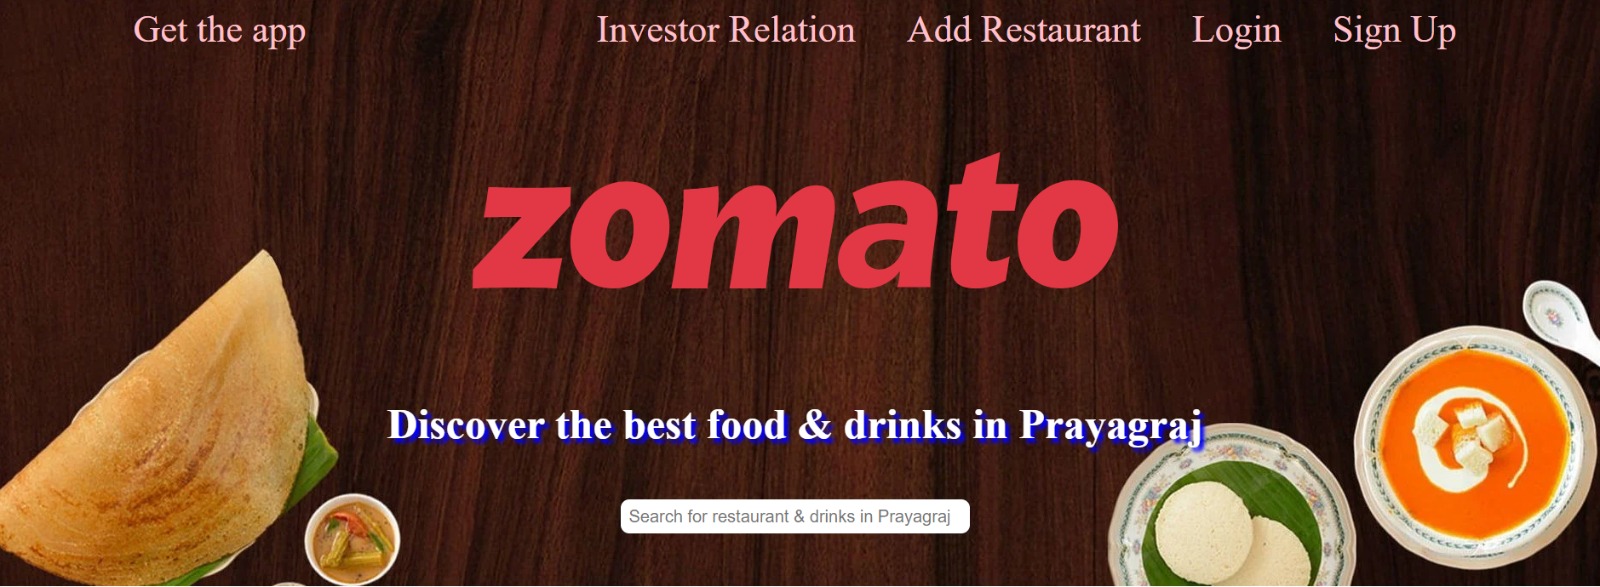 Get the app
Investor Relation
Add Restaurant
Login
Sign Up
zomato
Discover the best food & drinks in Prayagraj
Search for restaurant & drinks in Prayagraj